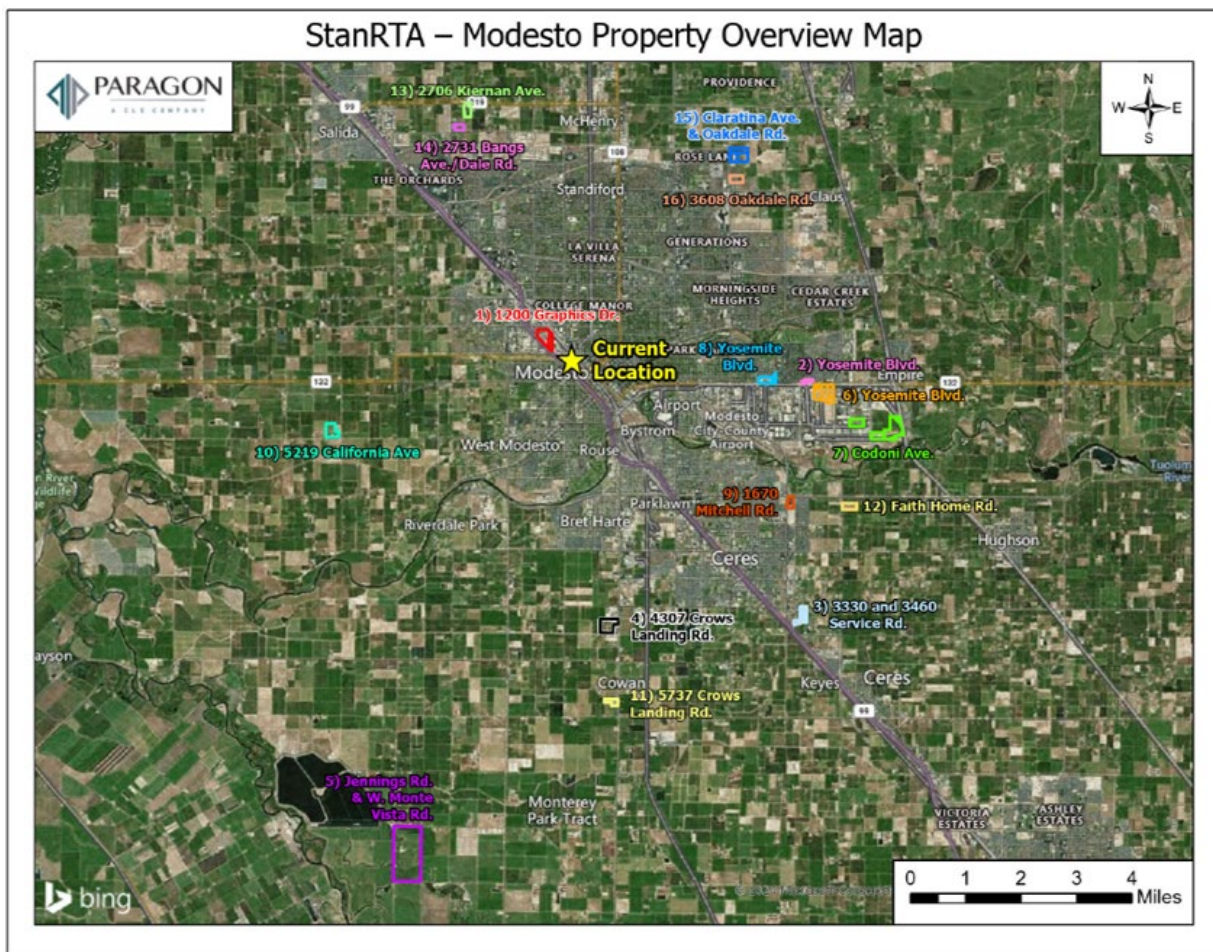 StanRTA – Modesto Property Overview Map
PARAGON
A CLS COMPANY
N
W E
S
PROVIDENCE
13) 2706 Kiernan Ave.
99
219
Salida
McHenry
15) Claratina Ave.
& Oakdale Rd.
108
14) 2731 Bangs
Ave./Dale Rd.
ROSE
THE ORCHARDS
Standiford
16) 3608 Oakdale Rd.
Claus
LA VILLA
SERENA
GENERATIONS
MORNINGSIDE
HEIGHTS
CEDAR CREEK
ESTATES
COLLEGE MANOR
1) 1200 Graphics Dr.
Current
Location
PARK
8) Yosemite
Blvd.
2) Yosemite Blvd.
Empire
Modesto
132
132
6) Yosemite Blvd.
Airport
Modesto
City-County
Airport
Bystrom
West Modesto
Rouse
10) 5219 California Ave
7) Codoni Ave.
River
Wildlife
River
9) 1670
Mitchell Rd.
Parklawn
12) Faith Home Rd.
Riverdale Park
Bret Harte
Hughson
Ceres
3) 3330 and 3460
Service Rd.
4) 4307 Crows
Landing Rd.
ayson
Cowan
Keyes
Ceres
11) 5737 Crows
Landing Rd.
99
5) Jennings Rd.
& W. Monte
Vista Rd.
Monterey
Park Tract
VICTORIA
ESTATES
ASHLEY
ESTATES
bing
0 1 2 3 4
Miles